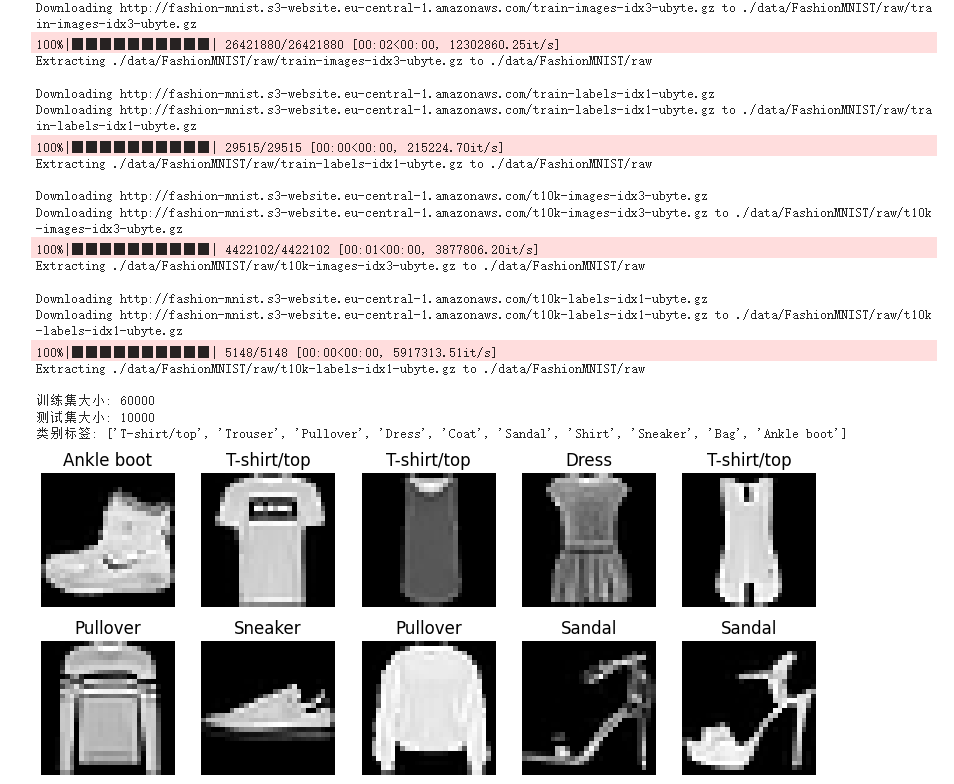 Downloading http://fashion-mnist.s3-website.eu-central-1.amazonaws.com/train-images-idx3-ubyte.gz to ./data/FashionMNIST/raw/tra
in-images-idx3-ubyte.gz
100%|██████████| 26421880/26421880 [00:02<00:00, 12302860.25it/s]
Extracting ./data/FashionMNIST/raw/train-images-idx3-ubyte.gz to ./data/FashionMNIST/raw
Downloading http://fashion-mnist.s3-website.eu-central-1.amazonaws.com/train-labels-idx1-ubyte.gz
Downloading http://fashion-mnist.s3-website.eu-central-1.amazonaws.com/train-labels-idx1-ubyte.gz to ./data/FashionMNIST/raw/tra
in-labels-idx1-ubyte.gz
100%|██████████| 29515/29515 [00:00<00:00, 215224.70it/s]
Extracting ./data/FashionMNIST/raw/train-labels-idx1-ubyte.gz to ./data/FashionMNIST/raw
Downloading http://fashion-mnist.s3-website.eu-central-1.amazonaws.com/t10k-images-idx3-ubyte.gz
Downloading http://fashion-mnist.s3-website.eu-central-1.amazonaws.com/t10k-images-idx3-ubyte.gz to ./data/FashionMNIST/raw/t10k
-images-idx3-ubyte.gz
100%|██████████| 4422102/4422102 [00:01<00:00, 3877806.20it/s]
Extracting ./data/FashionMNIST/raw/t10k-images-idx3-ubyte.gz to ./data/FashionMNIST/raw
Downloading http://fashion-mnist.s3-website.eu-central-1.amazonaws.com/t10k-labels-idx1-ubyte.gz
Downloading http://fashion-mnist.s3-website.eu-central-1.amazonaws.com/t10k-labels-idx1-ubyte.gz to ./data/FashionMNIST/raw/t10k
-labels-idx1-ubyte.gz
100%|██████████| 5148/5148 [00:00<00:00, 5917313.51it/s]
Extracting ./data/FashionMNIST/raw/t10k-labels-idx1-ubyte.gz to ./data/FashionMNIST/raw
训练集大小: 60000
测试集大小: 10000
类别标签: ['T-shirt/top', 'Trouser', 'Pullover', 'Dress', 'Coat', 'Sandal', 'Shirt', 'Sneaker', 'Bag', 'Ankle boot']
Ankle boot T-shirt/top T-shirt/top Dress T-shirt/top
Pullover Sneaker Pullover Sandal Sandal